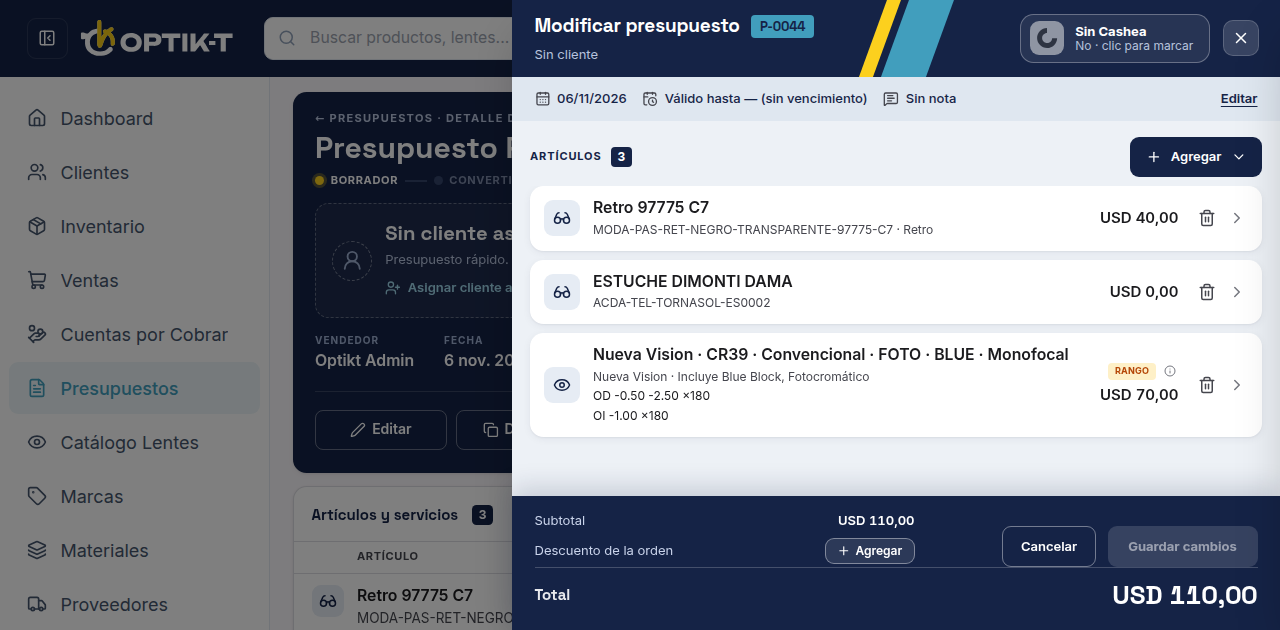 OPTIK-T
Buscar productos, lentes...
Dashboard
Clientes
Inventario
Ventas
Cuentas por Cobrar
Presupuestos
Catálogo Lentes
Marcas
Materiales
Proveedores
← PRESUPUESTOS · DETALLE D
Presupuesto
BORRADOR
CONVERTI
Sin cliente as
Presupuesto rápido.
Asignar cliente a
VENDEDOR
FECHA
Optikt Admin
6 nov. 20
Editar
Artículos y servicios 3
ARTÍCULO
Retro 97775 C7
MODA-PAS-RET-NEGRO
Modificar presupuesto P-0044
Sin cliente
Sin Cashea
No · clic para marcar
06/11/2026
Válido hasta — (sin vencimiento)
Sin nota
Editar
ARTÍCULOS 3
+ Agregar
Retro 97775 C7
MODA-PAS-RET-NEGRO-TRANSPARENTE-97775-C7 · Retro
USD 40,00
ESTUCHE DIMONTI DAMA
ACDA-TEL-TORNASOL-ES0002
USD 0,00
Nueva Vision · CR39 · Convencional · FOTO · BLUE · Monofocal
Nueva Vision · Incluye Blue Block, Fotocromático
OD -0.50 -2.50 ×180
OI -1.00 ×180
RANGO
USD 70,00
Subtotal
USD 110,00
Descuento de la orden
+ Agregar
Cancelar
Guardar cambios
Total
USD 110,00